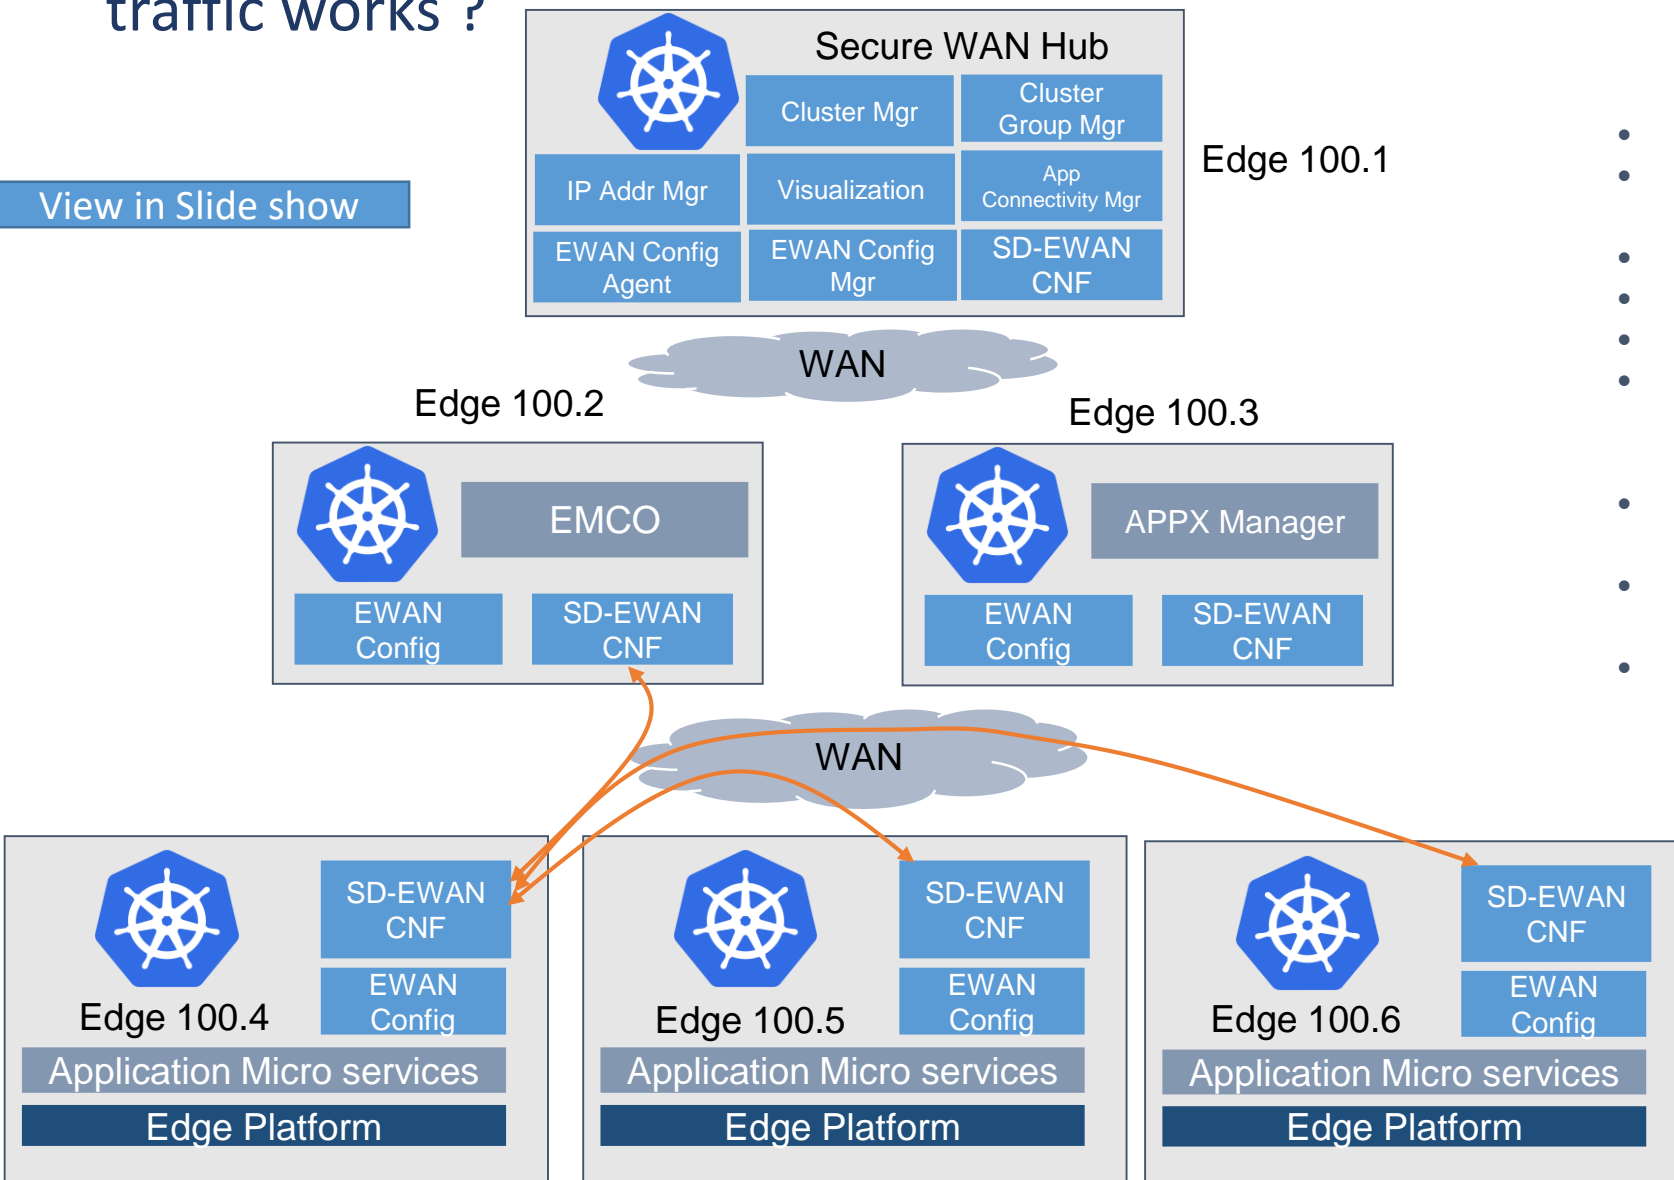 traffic works ?
View in Slide show
Secure WAN Hub
Cluster Mgr
Cluster
Group Mgr
IP Addr Mgr
Visualization
App
Connectivity Mgr
EWAN Config
Agent
EWAN Config
Mgr
SD-EWAN
CNF
Edge 100.1
WAN
Edge 100.2
Edge 100.3
EMCO
EWAN
Config
SD-EWAN
CNF
APPX Manager
EWAN
Config
SD-EWAN
CNF
WAN
SD-EWAN
CNF
EWAN
Config
Edge 100.4
Application Micro services
Edge Platform
SD-EWAN
CNF
EWAN
Config
Edge 100.5
Application Micro services
Edge Platform
SD-EWAN
CNF
EWAN
Config
Edge 100.6
Application Micro services
Edge Platform